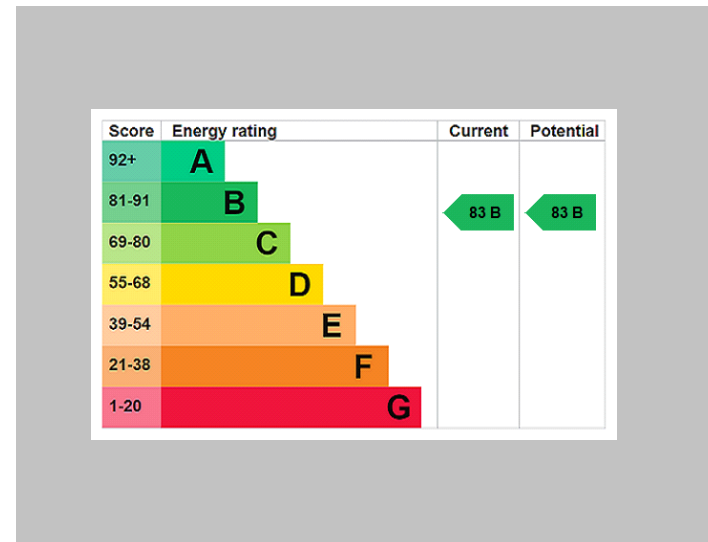 Score Energy rating Current Potential
92+ A
81-91 B 83 B 83 B
69-80 C
55-68 D
39-54 E
21-38 F
1-20 G